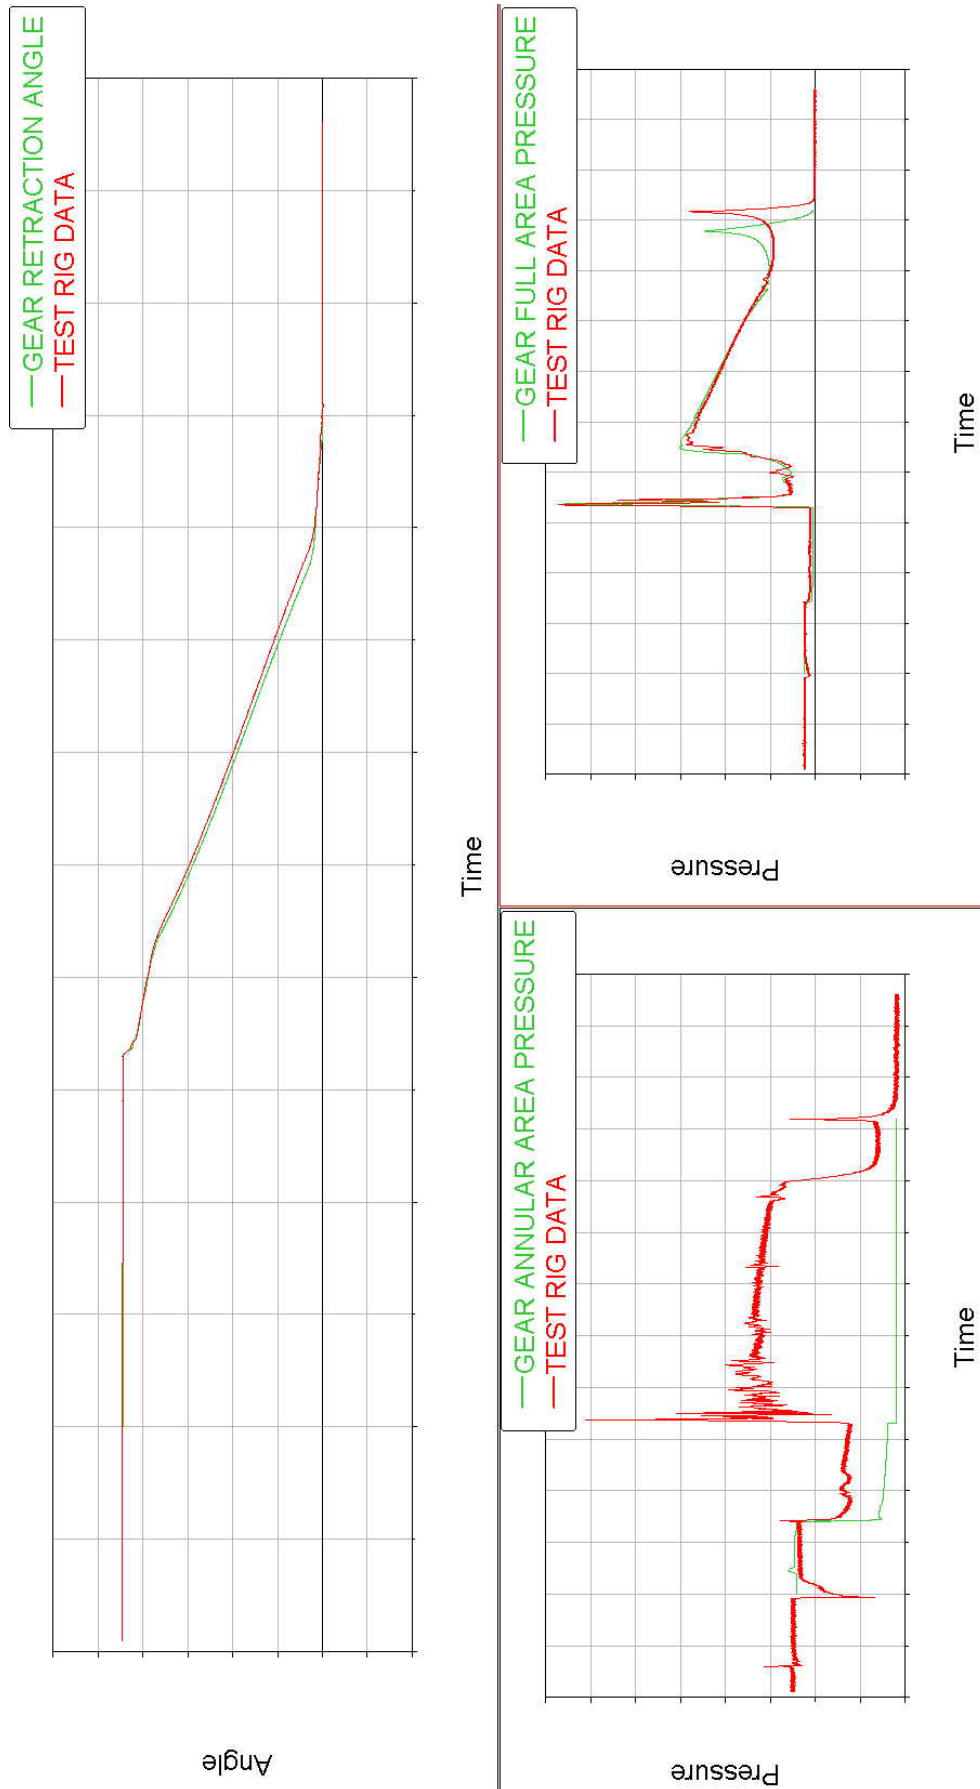 GEAR RETRACTION ANGLE
TEST RIG DATA
Angle
Time
GEAR ANNULAR AREA PRESSURE
TEST RIG DATA
Pressure
Time
GEAR FULL AREA PRESSURE
TEST RIG DATA
Pressure
Time